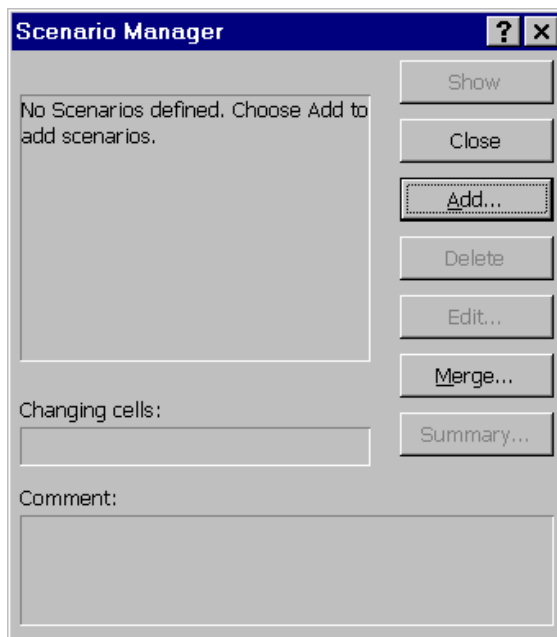 Scenario Manager
No Scenarios defined. Choose Add to
add scenarios.
Show
Close
Add...
Delete
Edit...
Merge...
Summary...
Changing cells:
Comment: